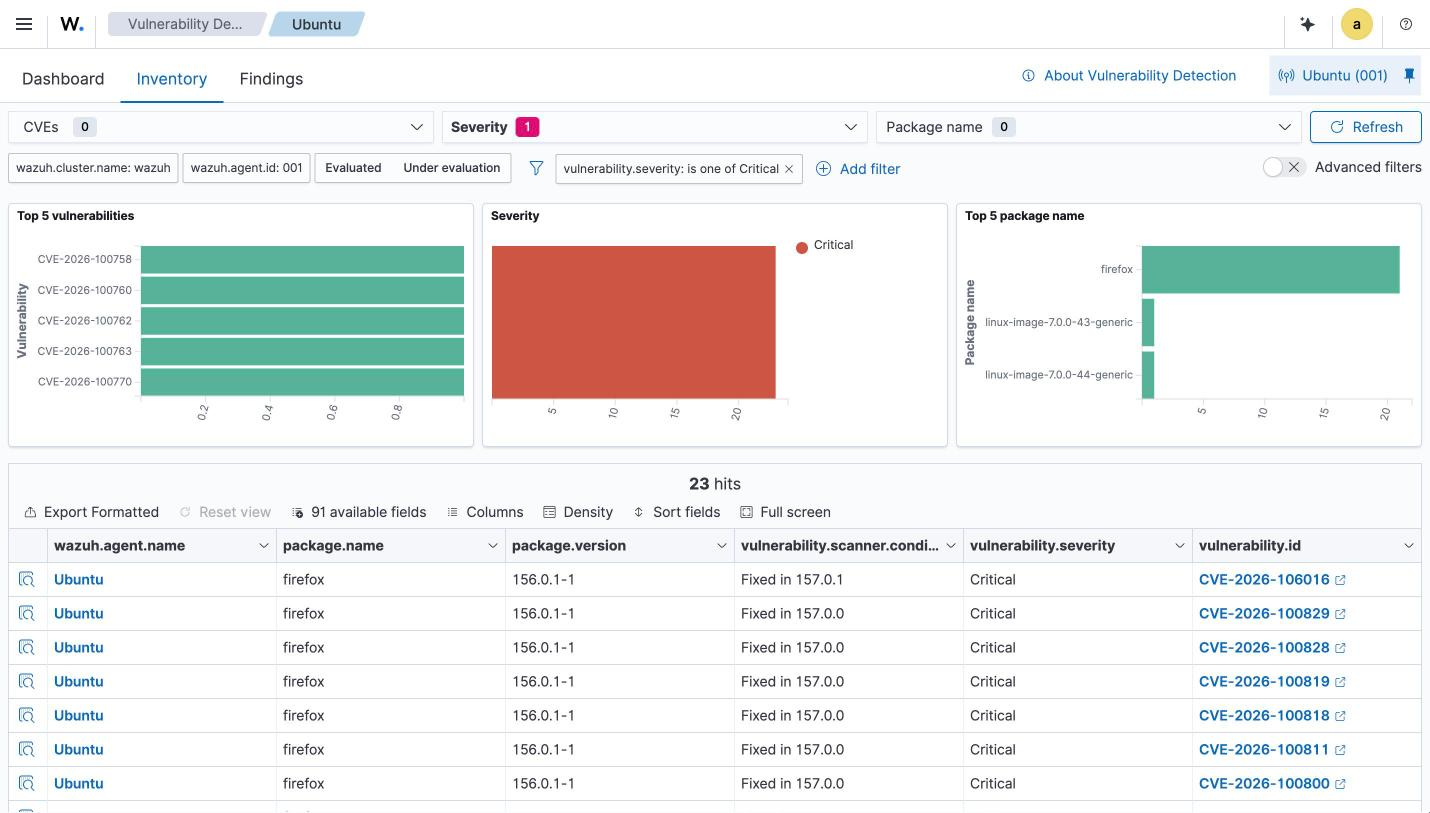 W. Vulnerability De... Ubuntu a
Dashboard Inventory Findings About Vulnerability Detection Ubuntu (001)
CVEs 0 Severity 1 Package name 0 Refresh
wazuh.cluster.name: wazuh wazuh.agent.id: 001 Evaluated Under evaluation vulnerability.severity: is one of Critical Add filter Advanced filters
Top 5 vulnerabilities
Vulnerability
CVE-2026-100758
CVE-2026-100760
CVE-2026-100762
CVE-2026-100763
CVE-2026-100770
0.2 0.4 0.6 0.8
Severity
Critical
5 10 15 20
Top 5 package name
Package name
firefox
linux-image-7.0.0-43-generic
linux-image-7.0.0-44-generic
5 10 15 20
23 hits
Export Formatted Reset view 91 available fields Columns Density Sort fields Full screen
wazuh.agent.name package.name package.version vulnerability.scanner.condi... vulnerability.severity vulnerability.id
Ubuntu firefox 156.0.1-1 Fixed in 157.0.1 Critical CVE-2026-106016
Ubuntu firefox 156.0.1-1 Fixed in 157.0.0 Critical CVE-2026-100829
Ubuntu firefox 156.0.1-1 Fixed in 157.0.0 Critical CVE-2026-100828
Ubuntu firefox 156.0.1-1 Fixed in 157.0.0 Critical CVE-2026-100819
Ubuntu firefox 156.0.1-1 Fixed in 157.0.0 Critical CVE-2026-100818
Ubuntu firefox 156.0.1-1 Fixed in 157.0.0 Critical CVE-2026-100811
Ubuntu firefox 156.0.1-1 Fixed in 157.0.0 Critical CVE-2026-100800